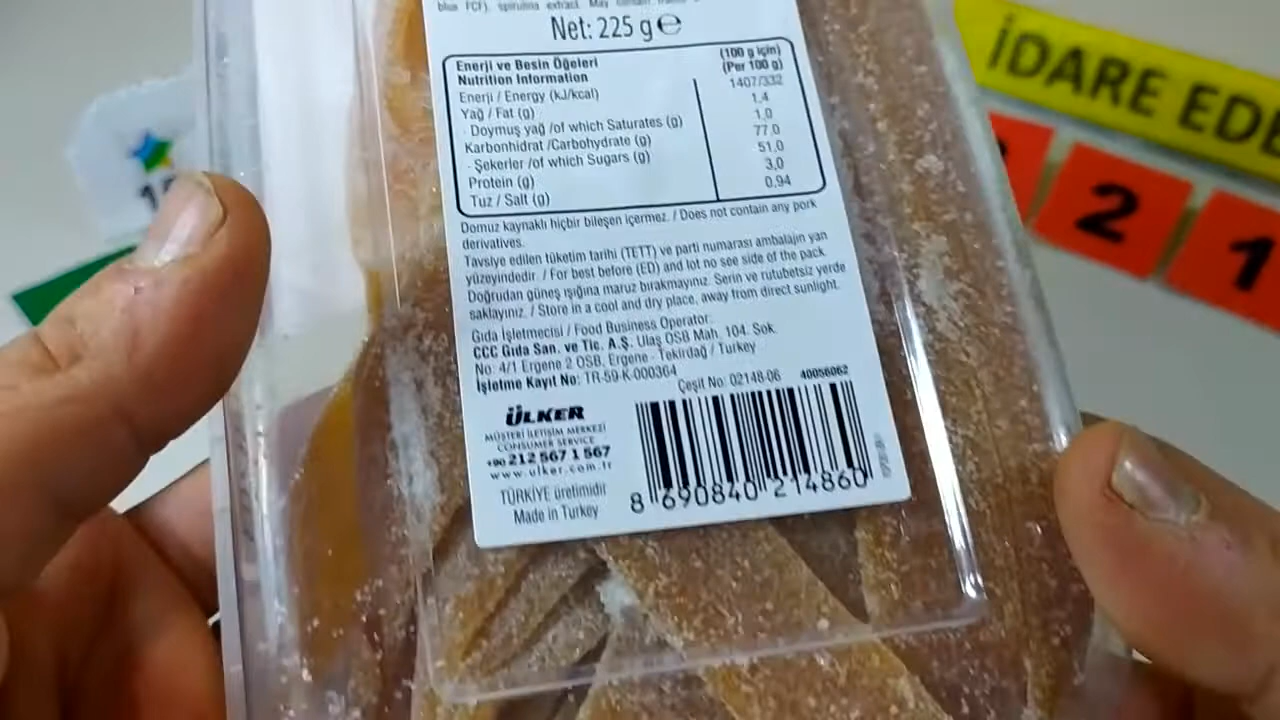 blue FCF), spirulina extract. May contain
Net: 225 g e
Enerji ve Besin Öğeleri (100 g için)
Nutrition Information (Per 100 g)
Enerji / Energy (kJ/kcal) 1407/332
Yağ / Fat (g) 1,4
- Doymuş yağ /of which Saturates (g) 1,0
Karbonhidrat /Carbohydrate (g) 77,0
- Şekerler /of which Sugars (g) 51,0
Protein (g) 3,0
Tuz / Salt (g) 0,94
Domuz kaynaklı hiçbir bileşen içermez. / Does not contain any pork
derivatives.
Tavsiye edilen tüketim tarihi (TETT) ve parti numarası ambalajın yan
yüzeyindedir. / For best before (ED) and lot no see side of the pack.
Doğrudan güneş ışığına maruz bırakmayınız. Serin ve rutubetsiz yerde
saklayınız. / Store in a cool and dry place, away from direct sunlight.
Gıda İşletmecisi / Food Business Operator:
CCC Gıda San. ve Tic. A.Ş. Ulaş OSB Mah. 104. Sok.
No: 4/1 Ergene 2 OSB, Ergene - Tekirdağ / Turkey
İşletme Kayıt No: TR-59-K-000364
Çeşit No: 02148-06 40056062
ÜLKER
MÜŞTERİ İLETİŞİM MERKEZİ
CONSUMER SERVICE
+90 212 567 1 567
www.ulker.com.tr
TÜRKİYE üretimidir
Made in Turkey
8 690840 214860
İDARE EDE
2
1